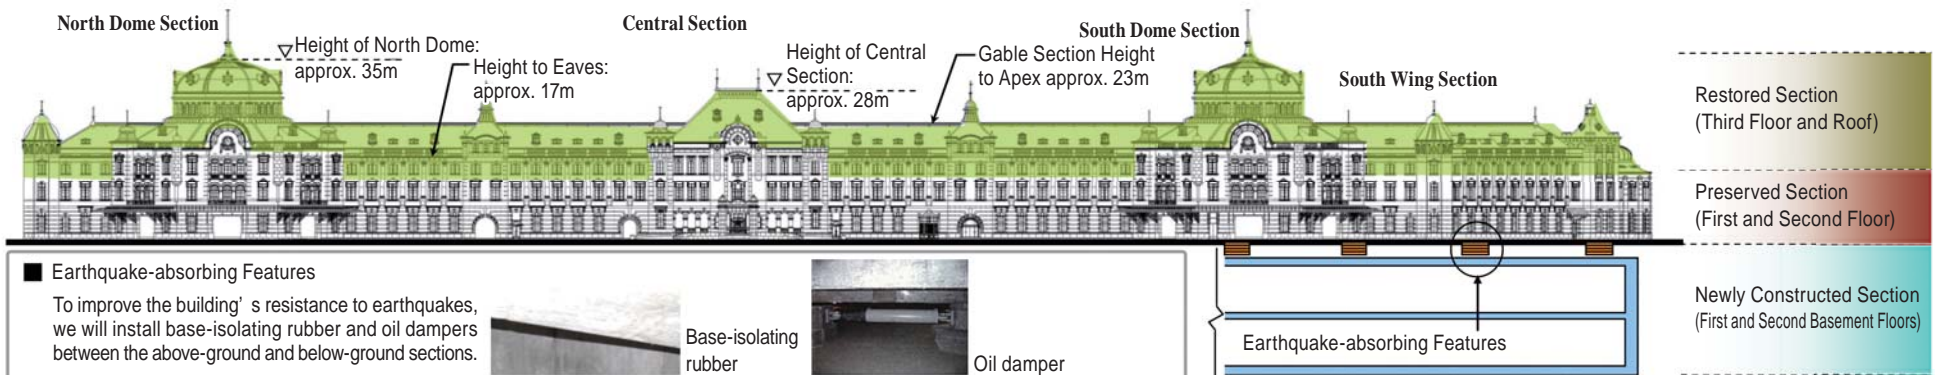 North Dome Section
Central Section
South Dome Section
South Wing Section
Height of North Dome:
approx. 35m
Height to Eaves:
approx. 17m
Height of Central
Section:
approx. 28m
Gable Section Height
to Apex approx. 23m
Restored Section
(Third Floor and Roof)
Preserved Section
(First and Second Floor)
Newly Constructed Section
(First and Second Basement Floors)
■ Earthquake-absorbing Features
To improve the building’ s resistance to earthquakes,
we will install base-isolating rubber and oil dampers
between the above-ground and below-ground sections.
Base-isolating
rubber
Oil damper
Earthquake-absorbing Features